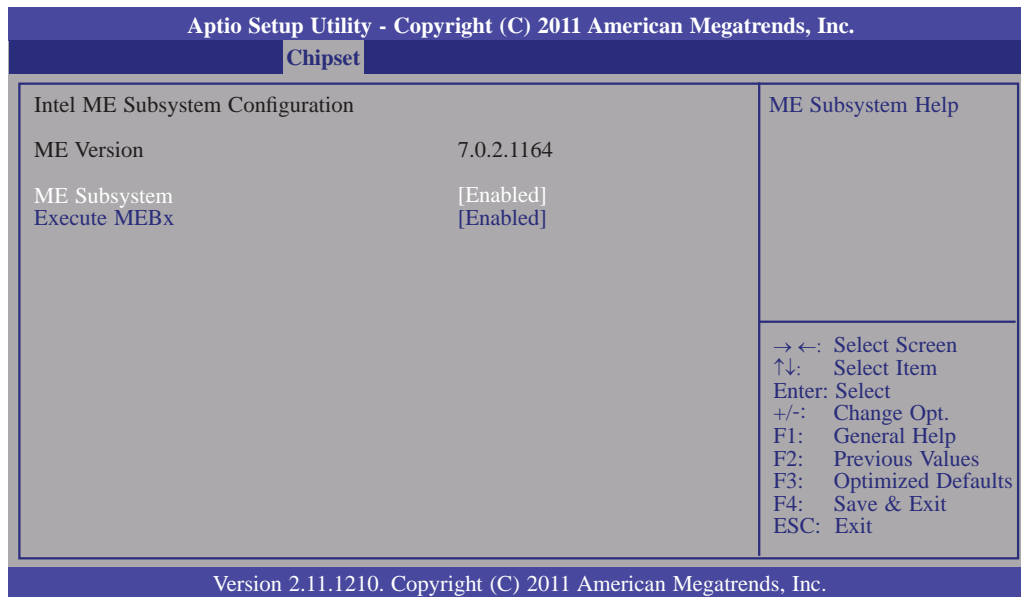 Aptio Setup Utility - Copyright (C) 2011 American Megatrends, Inc.
Chipset
Intel ME Subsystem Configuration
ME Version 7.0.2.1164
ME Subsystem [Enabled]
Execute MEBx [Enabled]
ME Subsystem Help
→ ←: Select Screen
↑↓: Select Item
Enter: Select
+/-: Change Opt.
F1: General Help
F2: Previous Values
F3: Optimized Defaults
F4: Save & Exit
ESC: Exit
Version 2.11.1210. Copyright (C) 2011 American Megatrends, Inc.